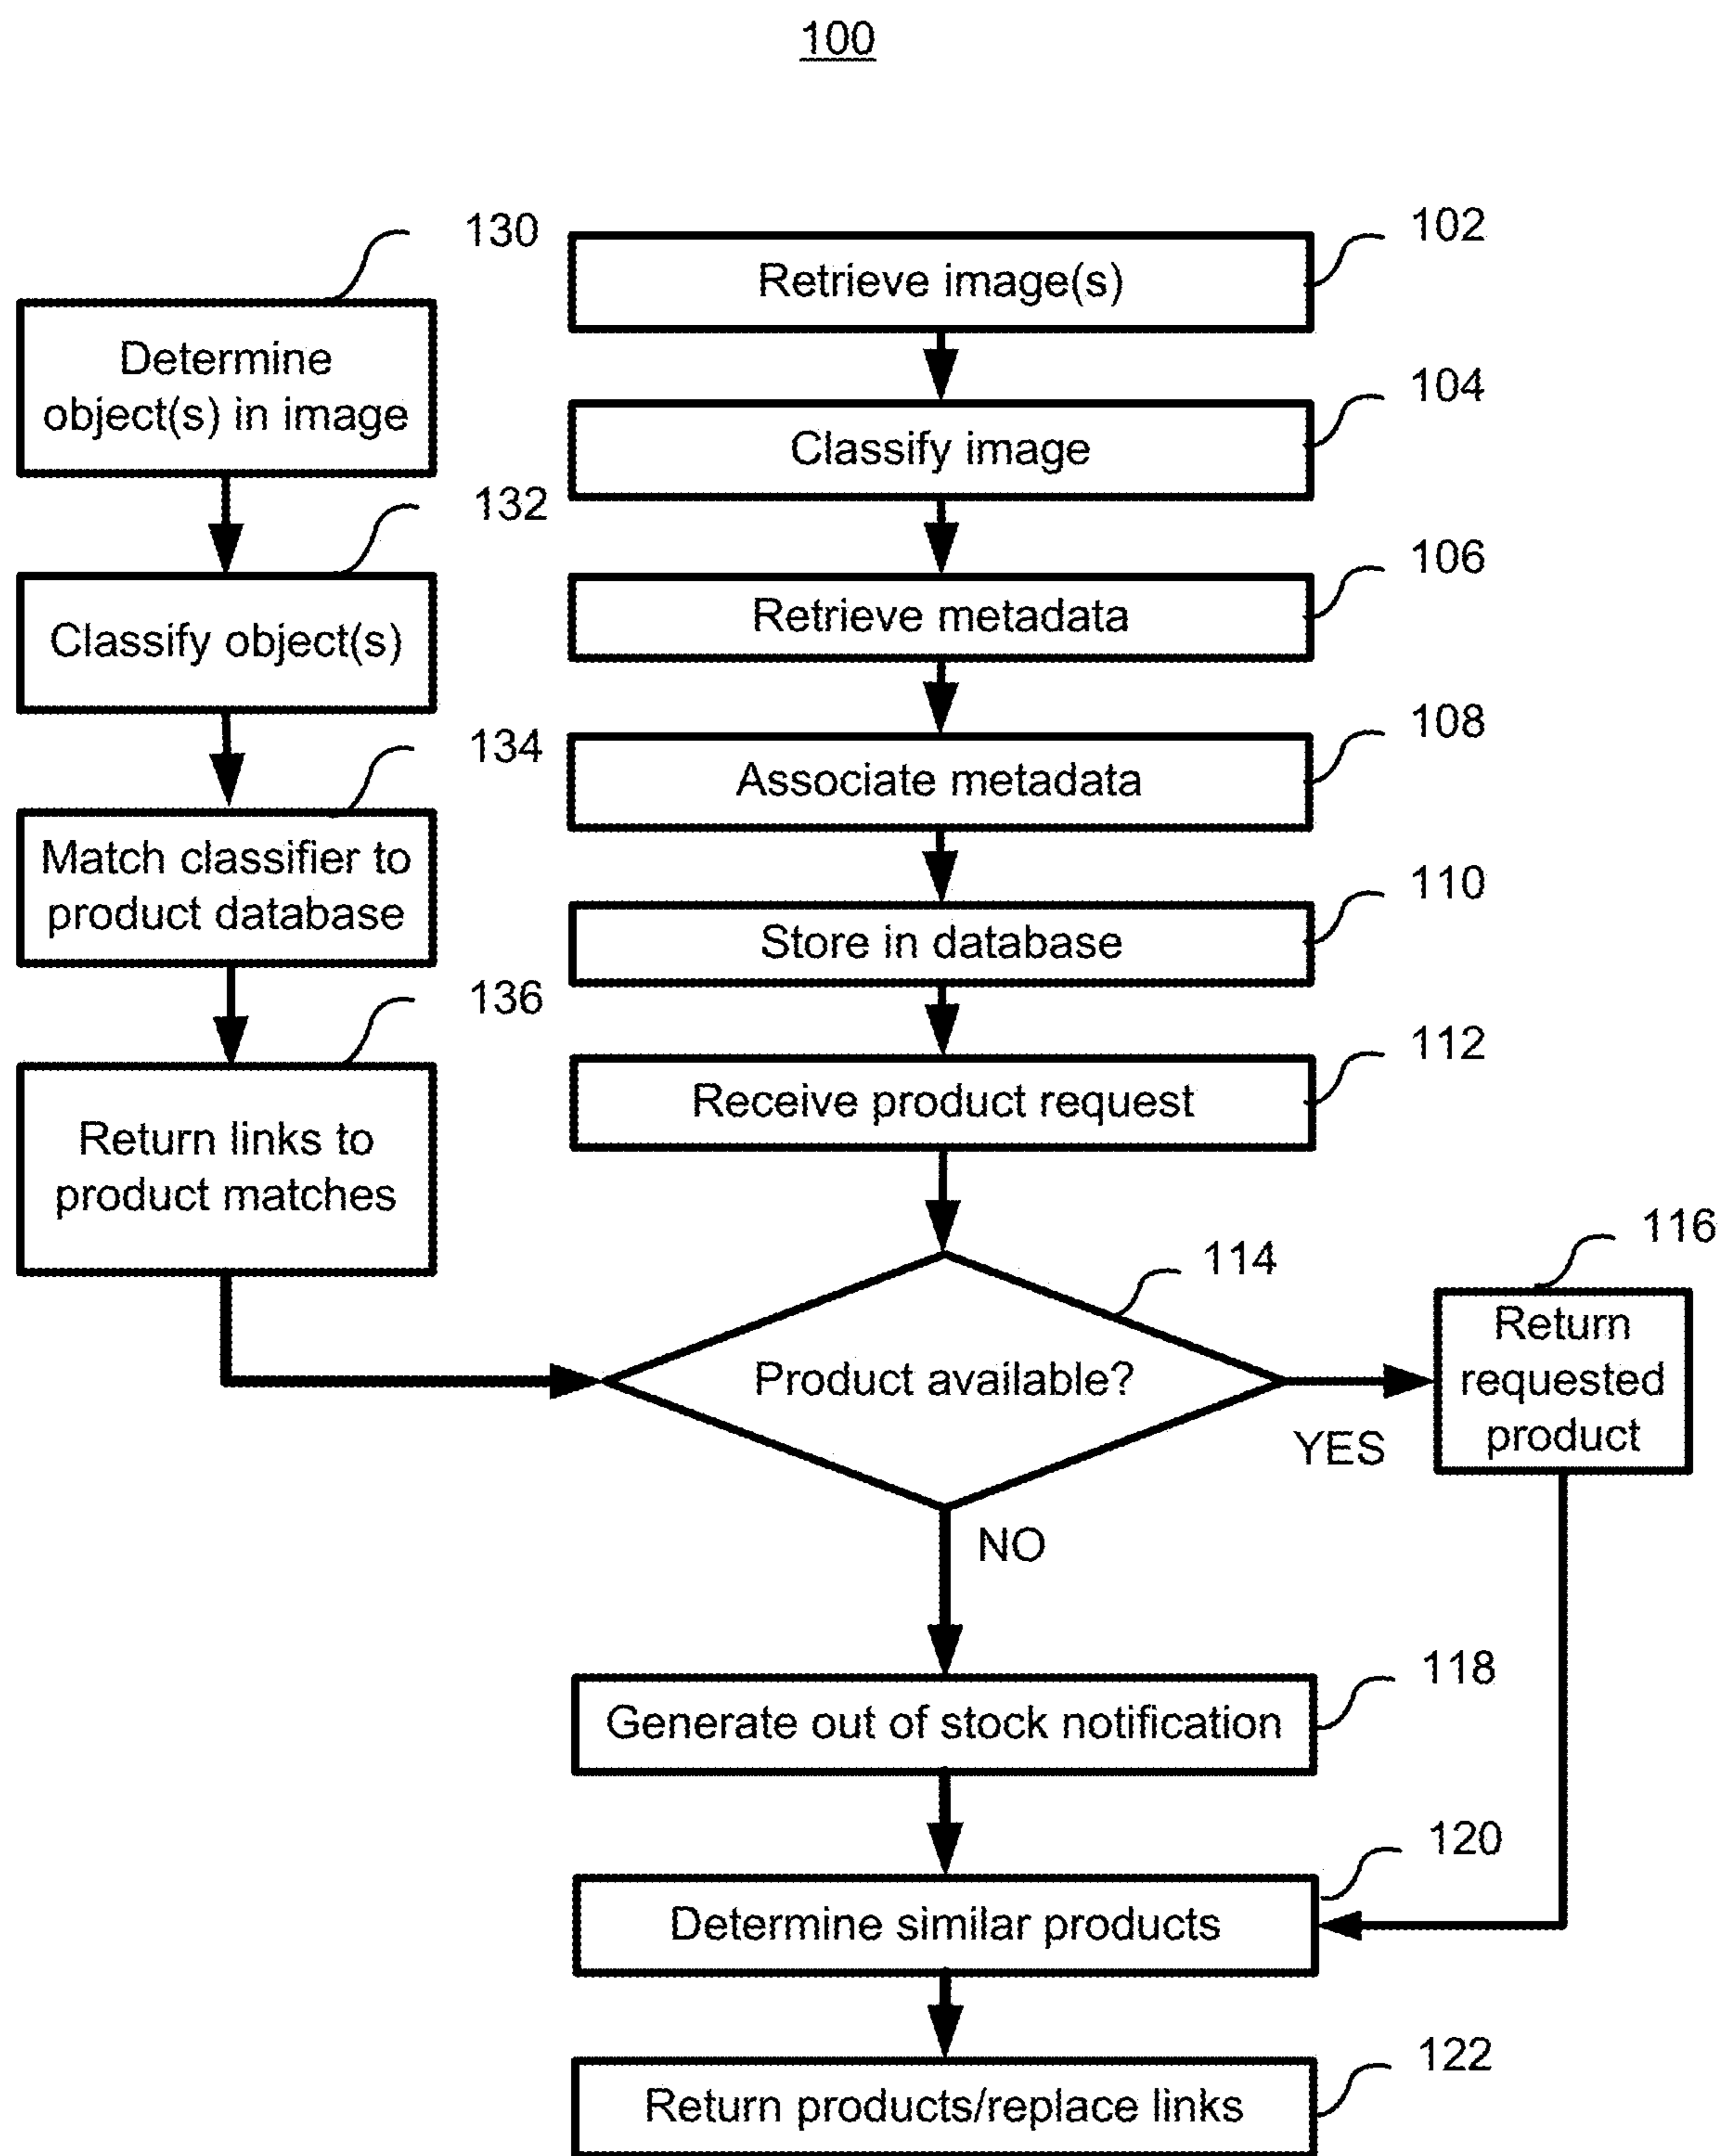 100
130
Determine
object(s) in image
132
Classify object(s)
134
Match classifier to
product database
136
Return links to
product matches
102
Retrieve image(s)
104
Classify image
106
Retrieve metadata
108
Associate metadata
110
Store in database
112
Receive product request
114
Product available?
YES
116
Return
requested
product
NO
118
Generate out of stock notification
120
Determine similar products
122
Return products/replace links